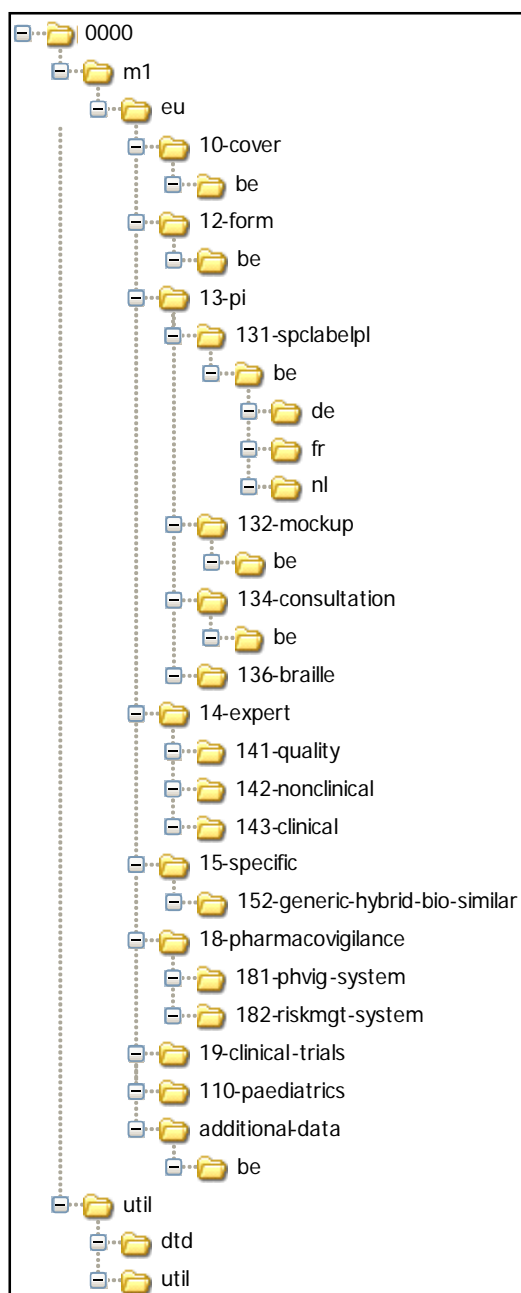 0000
m1
eu
10-cover
be
12-form
be
13-pi
131-spclabelpl
be
de
fr
nl
132-mockup
be
134-consultation
be
136-braille
14-expert
141-quality
142-nonclinical
143-clinical
15-specific
152-generic-hybrid-bio-similar
18-pharmacovigilance
181-phvig-system
182-riskmgt-system
19-clinical-trials
110-paediatrics
additional-data
be
util
dtd
util